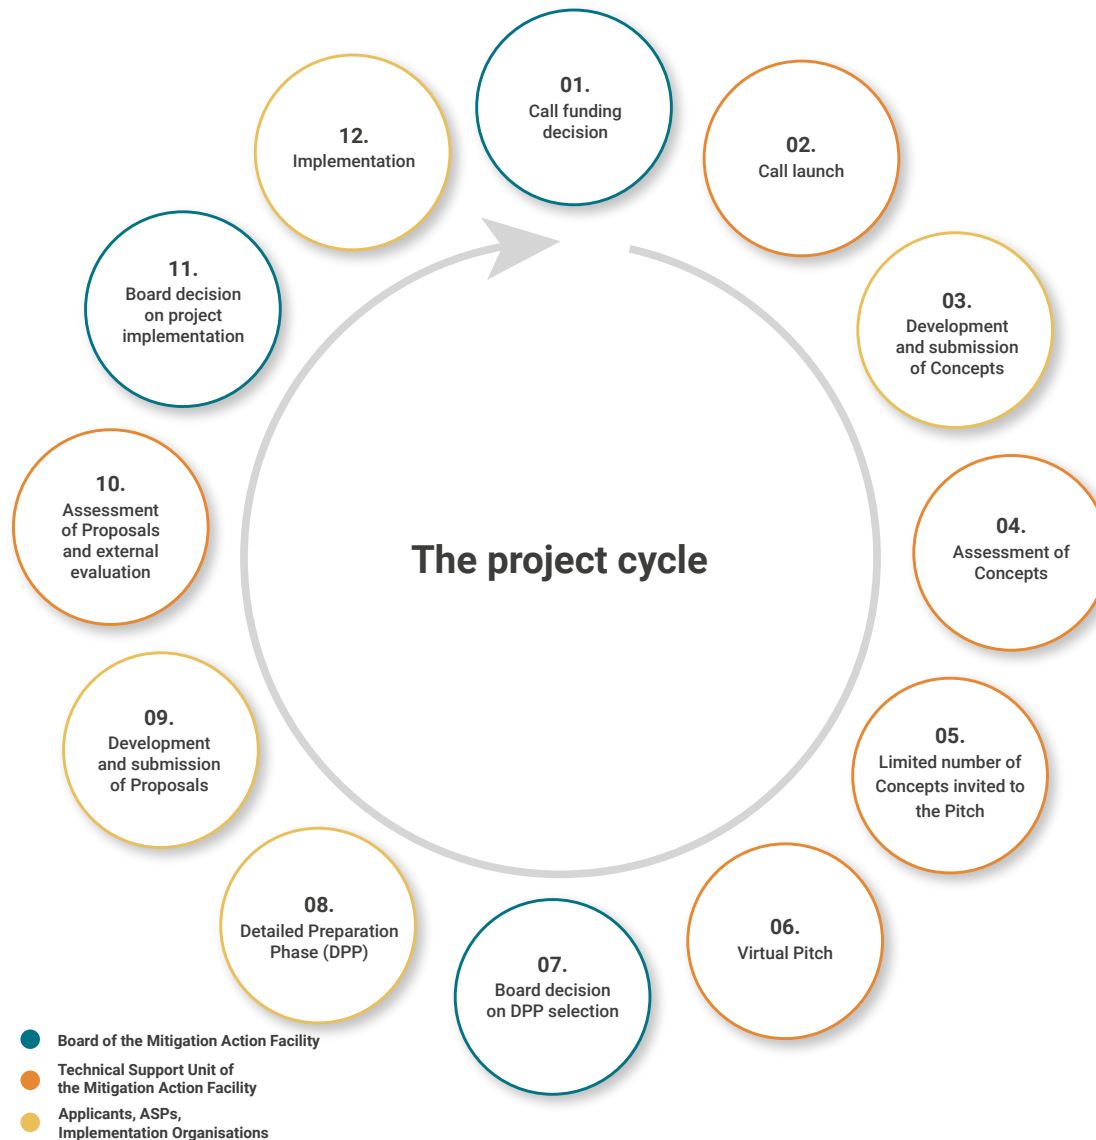 01.
Call funding
decision
02.
Call launch
03.
Development
and submission
of Concepts
04.
Assessment of
Concepts
05.
Limited number of
Concepts invited to
the Pitch
06.
Virtual Pitch
07.
Board decision
on DPP selection
08.
Detailed Preparation
Phase (DPP)
09.
Development
and submission
of Proposals
10.
Assessment
of Proposals
and external
evaluation
11.
Board decision
on project
implementation
12.
Implementation
The project cycle
Board of the Mitigation Action Facility
Technical Support Unit of
the Mitigation Action Facility
Applicants, ASPs,
Implementation Organisations